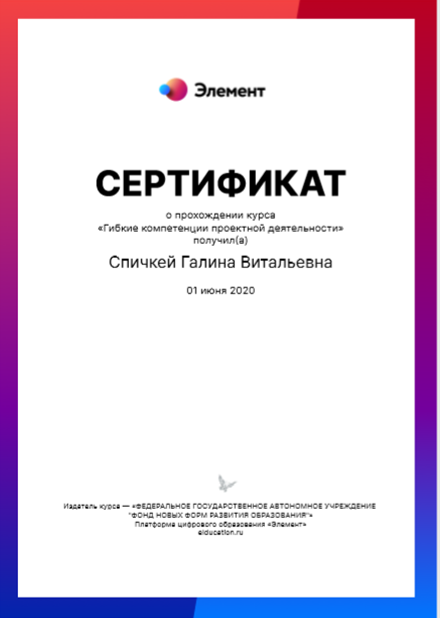 Элемент
СЕРТИФИКАТ
о прохождении курса
«Гибкие компетенции проектной деятельности»
получил(а)
Спичкей Галина Витальевна
01 июня 2020
Издатель курса — «ФЕДЕРАЛЬНОЕ ГОСУДАРСТВЕННОЕ АВТОНОМНОЕ УЧРЕЖДЕНИЕ
"ФОНД НОВЫХ ФОРМ РАЗВИТИЯ ОБРАЗОВАНИЯ"»
Платформа цифрового образования «Элемент»
elducation.ru